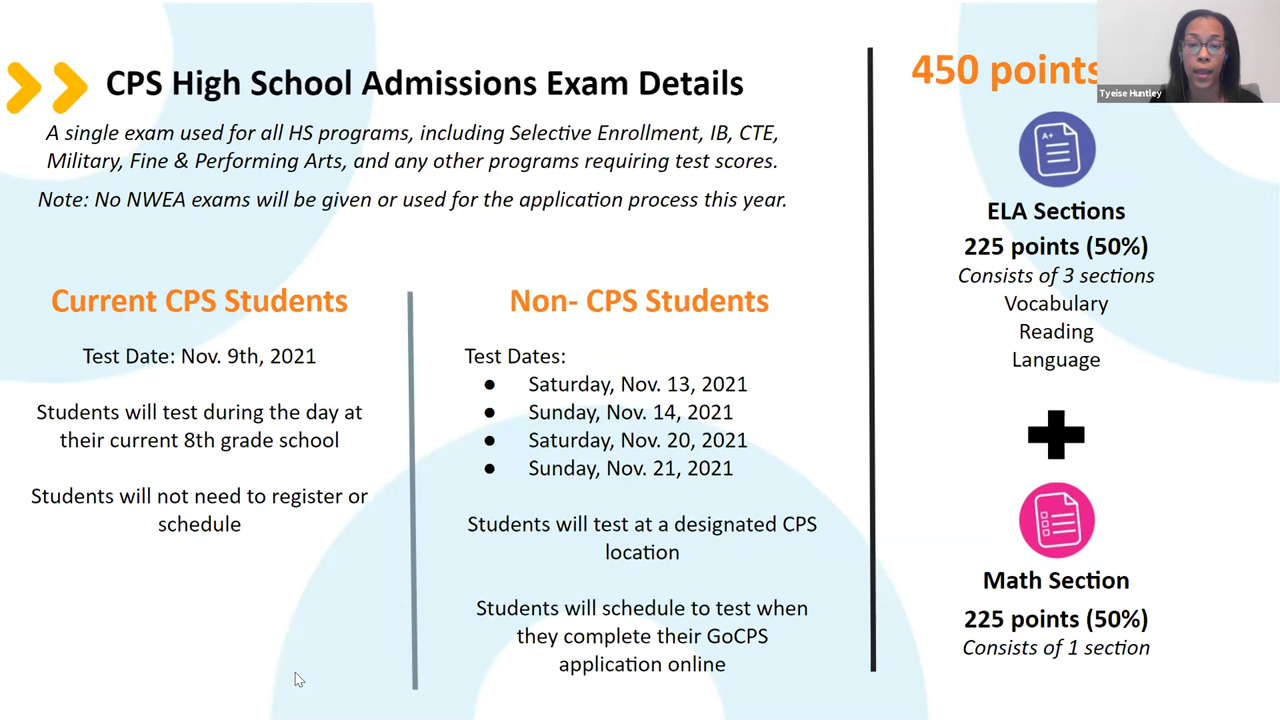 CPS High School Admissions Exam Details
A single exam used for all HS programs, including Selective Enrollment, IB, CTE,
Military, Fine & Performing Arts, and any other programs requiring test scores.
Note: No NWEA exams will be given or used for the application process this year.
Current CPS Students
Test Date: Nov. 9th, 2021
Students will test during the day at
their current 8th grade school
Students will not need to register or
schedule
Non- CPS Students
Test Dates:
● Saturday, Nov. 13, 2021
● Sunday, Nov. 14, 2021
● Saturday, Nov. 20, 2021
● Sunday, Nov. 21, 2021
Students will test at a designated CPS
location
Students will schedule to test when
they complete their GoCPS
application online
450 points
Tyeise Huntley
A+
ELA Sections
225 points (50%)
Consists of 3 sections
Vocabulary
Reading
Language
Math Section
225 points (50%)
Consists of 1 section